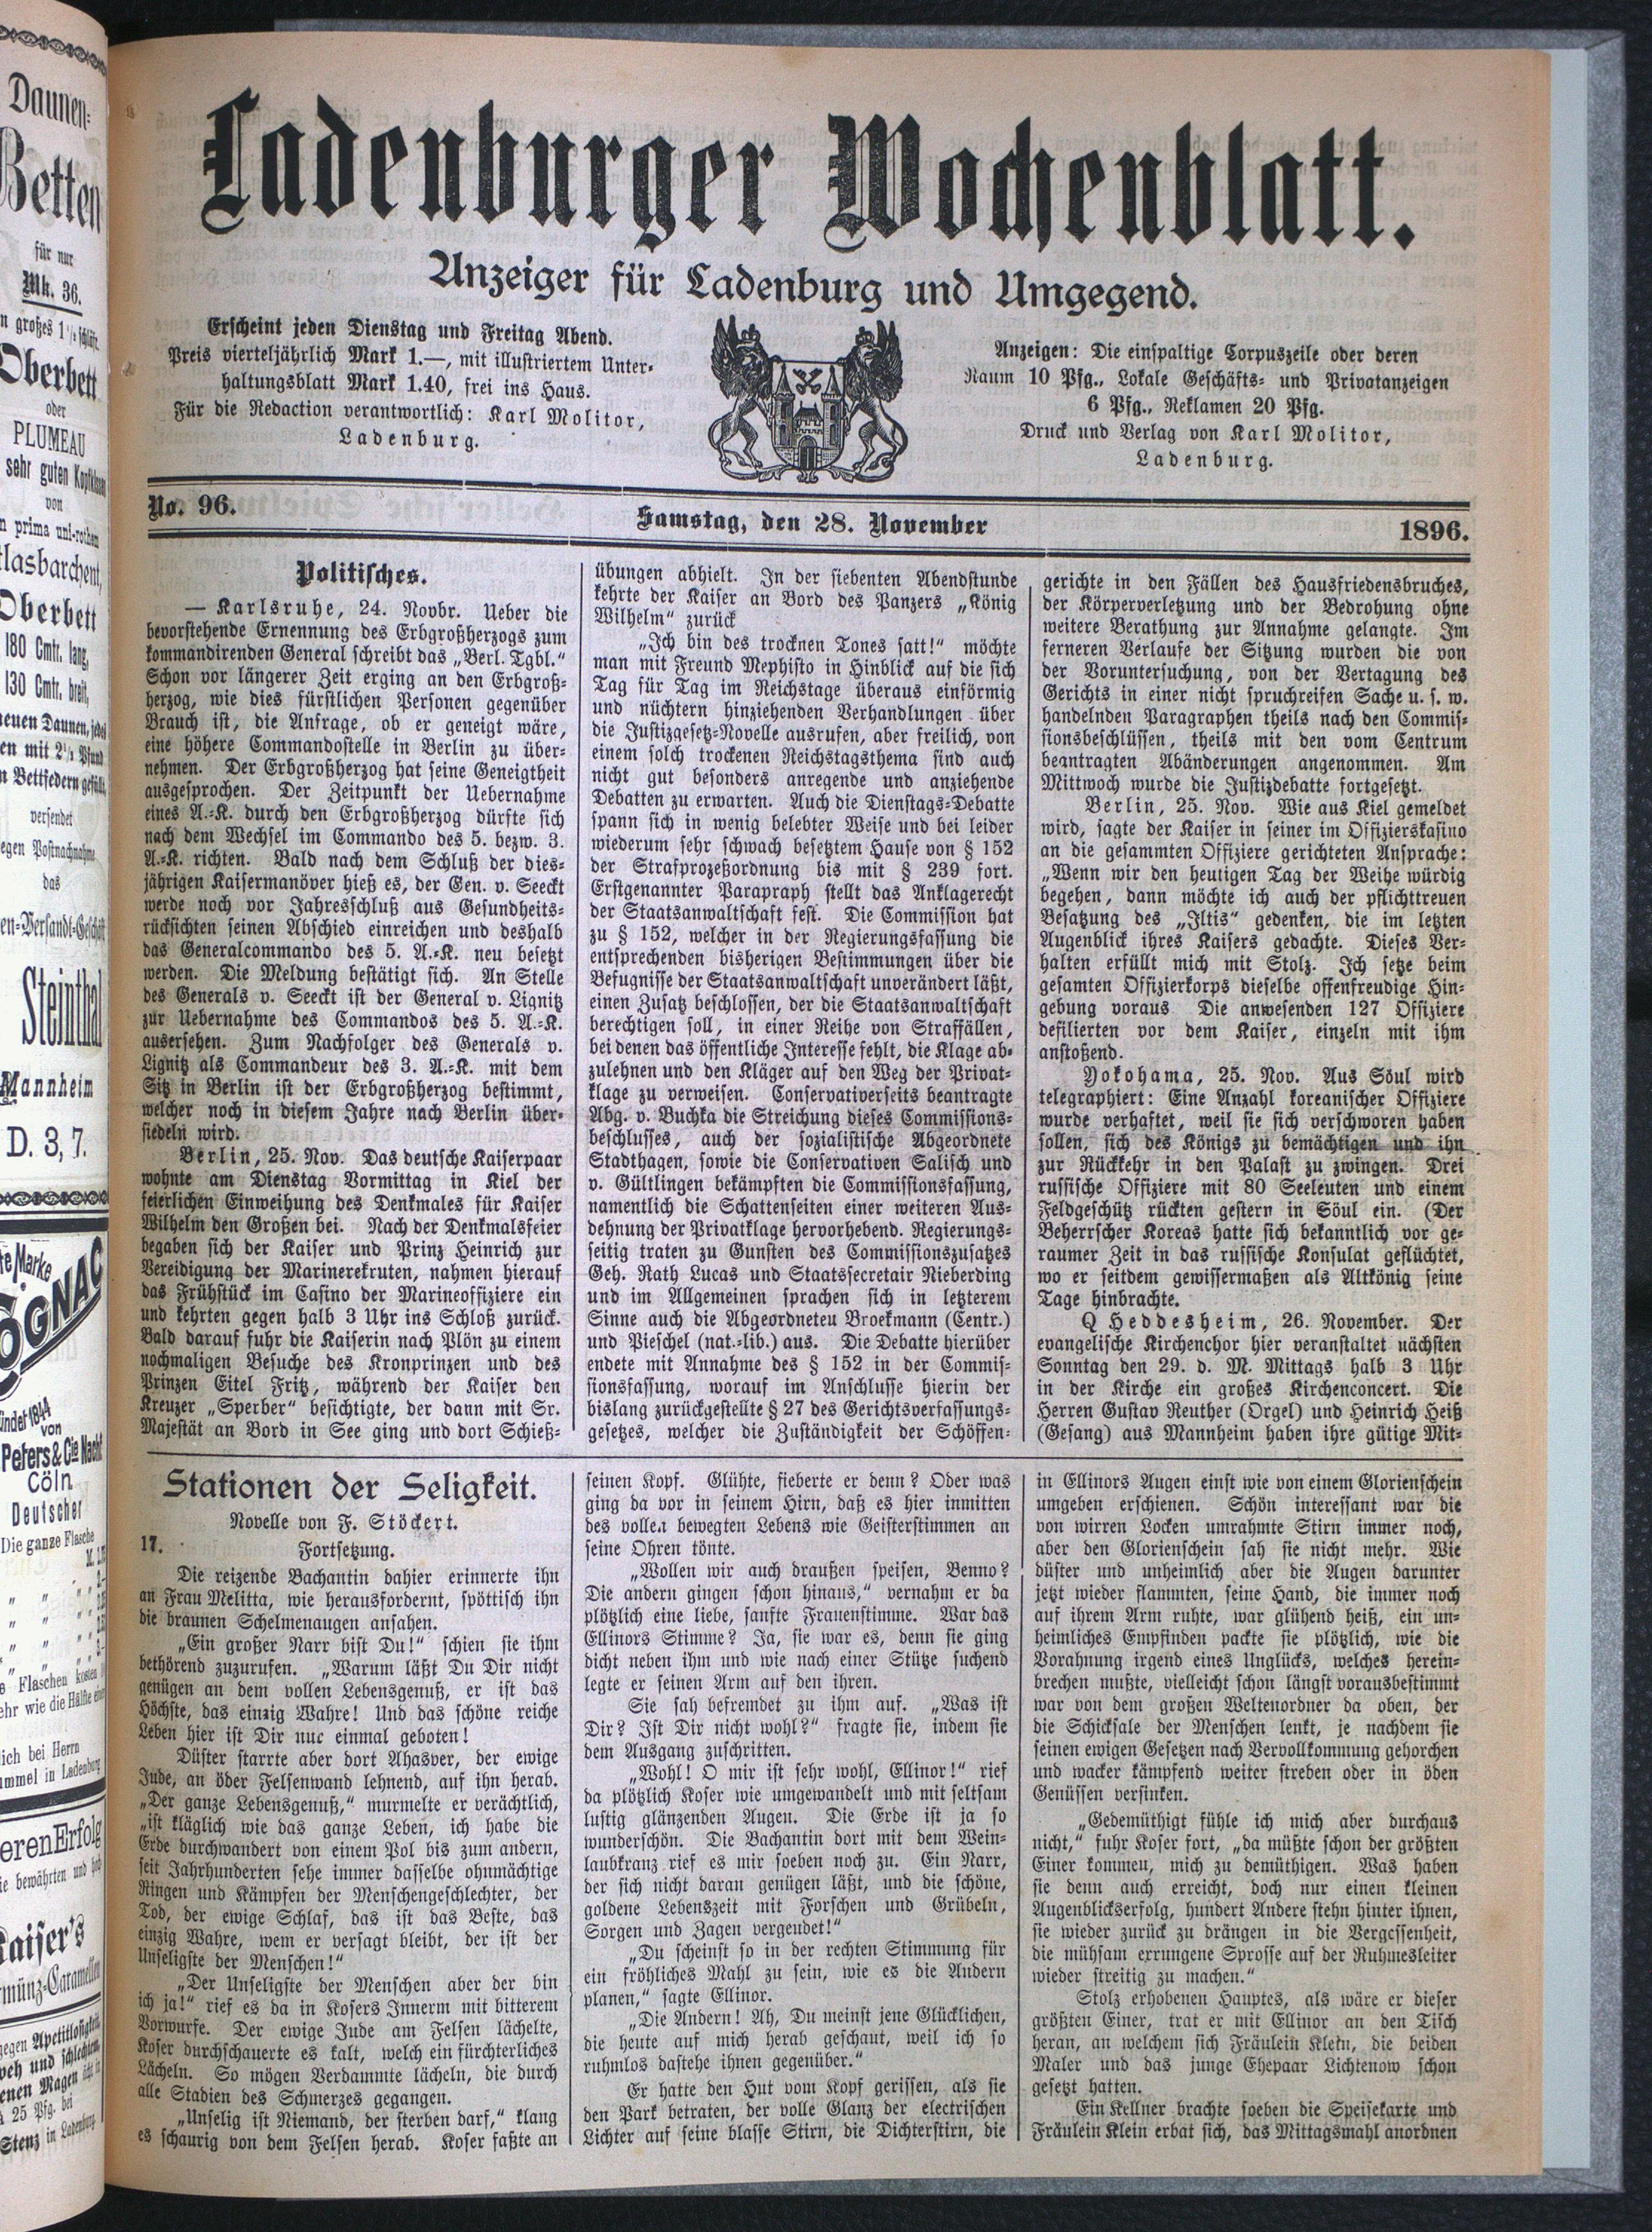 Daunen-
Betten
für nur
Mk. 36.
Oberbett
oder
PLUMEAU
von
Oberbett
180 Cmtr. lang,
130 Cmtr. breit,
versendet
das
Steinthal
Mannheim
D. 3, 7.
Marke
COGNAC
von
Peters & Cie Nachf
Cöln.
Deutscher
Die ganze Flasche
Ladenburger Wochenblatt.
Anzeiger für Ladenburg und Umgegend.
Erscheint jeden Dienstag und Freitag Abend.
Preis vierteljährlich Mark 1.—, mit illustriertem Unter-
haltungsblatt Mark 1.40, frei ins Haus.
Für die Redaction verantwortlich: Karl Molitor,
Ladenburg.
Anzeigen: Die einspaltige Corpuszeile oder deren
Raum 10 Pfg., Lokale Geschäfts- und Privatanzeigen
6 Pfg., Reklamen 20 Pfg.
Druck und Verlag von Karl Molitor,
Ladenburg.
No. 96.
Samstag, den 28. November
1896.
Politisches.
— Karlsruhe, 24. Novbr. Ueber die
bevorstehende Ernennung des Erbgroßherzogs zum
kommandirenden General schreibt das „Berl. Tgbl.“
Schon vor längerer Zeit erging an den Erbgroß-
herzog, wie dies fürstlichen Personen gegenüber
Brauch ist, die Anfrage, ob er geneigt wäre,
eine höhere Commandostelle in Berlin zu über-
nehmen. Der Erbgroßherzog hat seine Geneigtheit
ausgesprochen. Der Zeitpunkt der Uebernahme
eines A.-K. durch den Erbgroßherzog dürfte sich
nach dem Wechsel im Commando des 5. bezw. 3.
A.-K. richten. Bald nach dem Schluß der dies-
jährigen Kaisermanöver hieß es, der Gen. v. Seeckt
werde noch vor Jahresschluß aus Gesundheits-
rücksichten seinen Abschied einreichen und deshalb
das Generalcommando des 5. A.-K. neu besetzt
werden. Die Meldung bestätigt sich. An Stelle
des Generals v. Seeckt ist der General v. Lignitz
zur Uebernahme des Commandos des 5. A.-K.
ausersehen. Zum Nachfolger des Generals v.
Lignitz als Commandeur des 3. A.-K. mit dem
Sitz in Berlin ist der Erbgroßherzog bestimmt,
welcher noch in diesem Jahre nach Berlin über-
siedeln wird.
Berlin, 25. Nov. Das deutsche Kaiserpaar
wohnte am Dienstag Vormittag in Kiel der
feierlichen Einweihung des Denkmales für Kaiser
Wilhelm den Großen bei. Nach der Denkmalsfeier
begaben sich der Kaiser und Prinz Heinrich zur
Vereidigung der Marinerekruten, nahmen hierauf
das Frühstück im Casino der Marineoffiziere ein
und kehrten gegen halb 3 Uhr ins Schloß zurück.
Bald darauf fuhr die Kaiserin nach Plön zu einem
nochmaligen Besuche des Kronprinzen und des
Prinzen Eitel Fritz, während der Kaiser den
Kreuzer „Sperber“ besichtigte, der dann mit Sr.
Majestät an Bord in See ging und dort Schieß-
übungen abhielt. In der siebenten Abendstunde
kehrte der Kaiser an Bord des Panzers „König
Wilhelm“ zurück
„Ich bin des trocknen Tones satt!“ möchte
man mit Freund Mephisto in Hinblick auf die sich
Tag für Tag im Reichstage überaus einförmig
und nüchtern hinziehenden Verhandlungen über
die Justizgesetz-Novelle ausrufen, aber freilich, von
einem solch trockenen Reichstagsthema sind auch
nicht gut besonders anregende und anziehende
Debatten zu erwarten. Auch die Dienstags-Debatte
spann sich in wenig belebter Weise und bei leider
wiederum sehr schwach besetztem Hause von § 152
der Strafprozeßordnung bis mit § 239 fort.
Erstgenannter Parapraph stellt das Anklagerecht
der Staatsanwaltschaft fest. Die Commission hat
zu § 152, welcher in der Regierungsfassung die
entsprechenden bisherigen Bestimmungen über die
Befugnisse der Staatsanwaltschaft unverändert läßt,
einen Zusatz beschlossen, der die Staatsanwaltschaft
berechtigen soll, in einer Reihe von Straffällen,
bei denen das öffentliche Interesse fehlt, die Klage ab-
zulehnen und den Kläger auf den Weg der Privat-
klage zu verweisen. Conservativerseits beantragte
Abg. v. Buchka die Streichung dieses Commissions-
beschlusses, auch der sozialistische Abgeordnete
Stadthagen, sowie die Conservativen Salisch und
v. Gültlingen bekämpften die Commissionsfassung,
namentlich die Schattenseiten einer weiteren Aus-
dehnung der Privatklage hervorhebend. Regierungs-
seitig traten zu Gunsten des Commissionszusatzes
Geh. Rath Lucas und Staatssecretair Nieberding
und im Allgemeinen sprachen sich in letzterem
Sinne auch die Abgeordneteu Broekmann (Centr.)
und Pieschel (nat.-lib.) aus. Die Debatte hierüber
endete mit Annahme des § 152 in der Commis-
sionsfassung, worauf im Anschlusse hierin der
bislang zurückgestellte § 27 des Gerichtsverfassungs-
gesetzes, welcher die Zuständigkeit der Schöffen-
gerichte in den Fällen des Hausfriedensbruches,
der Körperverletzung und der Bedrohung ohne
weitere Berathung zur Annahme gelangte. Im
ferneren Verlaufe der Sitzung wurden die von
der Voruntersuchung, von der Vertagung des
Gerichts in einer nicht spruchreifen Sache u. s. w.
handelnden Paragraphen theils nach den Commis-
sionsbeschlüssen, theils mit den vom Centrum
beantragten Abänderungen angenommen. Am
Mittwoch wurde die Justizdebatte fortgesetzt.
Berlin, 25. Nov. Wie aus Kiel gemeldet
wird, sagte der Kaiser in seiner im Offizierskasino
an die gesammten Offiziere gerichteten Ansprache:
„Wenn wir den heutigen Tag der Weihe würdig
begehen, dann möchte ich auch der pflichttreuen
Besatzung des „Iltis“ gedenken, die im letzten
Augenblick ihres Kaisers gedachte. Dieses Ver-
halten erfüllt mich mit Stolz. Ich setze beim
gesamten Offizierkorps dieselbe offenfreudige Hin-
gebung voraus Die anwesenden 127 Offiziere
defilierten vor dem Kaiser, einzeln mit ihm
anstoßend.
Yokohama, 25. Nov. Aus Söul wird
telegraphiert: Eine Anzahl koreanischer Offiziere
wurde verhaftet, weil sie sich verschworen haben
sollen, sich des Königs zu bemächtigen und ihn
zur Rückkehr in den Palast zu zwingen. Drei
russische Offiziere mit 80 Seeleuten und einem
Feldgeschütz rückten gestern in Söul ein. (Der
Beherrscher Koreas hatte sich bekanntlich vor ge-
raumer Zeit in das russische Konsulat geflüchtet,
wo er seitdem gewissermaßen als Altkönig seine
Tage hinbrachte.
Q Heddesheim, 26. November. Der
evangelische Kirchenchor hier veranstaltet nächsten
Sonntag den 29. d. M. Mittags halb 3 Uhr
in der Kirche ein großes Kirchenconcert. Die
Herren Gustav Reuther (Orgel) und Heinrich Heiß
(Gesang) aus Mannheim haben ihre gütige Mit-
Stationen der Seligkeit.
Novelle von F. Stöckert.
17. Fortsetzung.
Die reizende Bachantin dahier erinnerte ihn
an Frau Melitta, wie herausfordernt, spöttisch ihn
die braunen Schelmenaugen ansahen.
„Ein großer Narr bist Du!“ schien sie ihm
bethörend zuzurufen. „Warum läßt Du Dir nicht
genügen an dem vollen Lebensgenuß, er ist das
Höchste, das einzig Wahre! Und das schöne reiche
Leben hier ist Dir nur einmal geboten!
Düster starrte aber dort Ahasver, der ewige
Jude, an öder Felsenwand lehnend, auf ihn herab.
„Der ganze Lebensgenuß,“ murmelte er verächtlich,
„ist kläglich wie das ganze Leben, ich habe die
Erde durchwandert von einem Pol bis zum andern,
seit Jahrhunderten sehe immer dasselbe ohnmächtige
Ringen und Kämpfen der Menschengeschlechter, der
Tod, der ewige Schlaf, das ist das Beste, das
einzig Wahre, wem er versagt bleibt, der ist der
Unseligste der Menschen!“
„Der Unseligste der Menschen aber der bin
ich ja!“ rief es da in Kosers Innerm mit bitterem
Vorwurfe. Der ewige Jude am Felsen lächelte,
Koser durchschauerte es kalt, welch ein fürchterliches
Lächeln. So mögen Verdammte lächeln, die durch
alle Stadien des Schmerzes gegangen.
„Unselig ist Niemand, der sterben darf,“ klang
es schaurig von dem Felsen herab. Koser faßte an
seinen Kopf. Glühte, fieberte er denn? Oder was
ging da vor in seinem Hirn, daß es hier inmitten
des vollen bewegten Lebens wie Geisterstimmen an
seine Ohren tönte.
„Wollen wir auch draußen speisen, Benno?
Die andern gingen schon hinaus,“ vernahm er da
plötzlich eine liebe, sanfte Frauenstimme. War das
Ellinors Stimme? Ja, sie war es, denn sie ging
dicht neben ihm und wie nach einer Stütze suchend
legte er seinen Arm auf den ihren.
Sie sah befremdet zu ihm auf. „Was ist
Dir? Ist Dir nicht wohl?“ fragte sie, indem sie
dem Ausgang zuschritten.
„Wohl! O mir ist sehr wohl, Ellinor!“ rief
da plötzlich Koser wie umgewandelt und mit seltsam
lustig glänzenden Augen. Die Erde ist ja so
wunderschön. Die Bachantin dort mit dem Wein-
laubkranz rief es mir soeben noch zu. Ein Narr,
der sich nicht daran genügen läßt, und die schöne,
goldene Lebenszeit mit Forschen und Grübeln,
Sorgen und Zagen vergeudet!“
„Du scheinst so in der rechten Stimmung für
ein fröhliches Mahl zu sein, wie es die Andern
planen,“ sagte Ellinor.
„Die Andern! Ah, Du meinst jene Glücklichen,
die heute auf mich herab geschaut, weil ich so
ruhmlos dastehe ihnen gegenüber.“
Er hatte den Hut vom Kopf gerissen, als sie
den Park betraten, der volle Glanz der electrischen
Lichter auf seine blasse Stirn, die Dichterstirn, die
in Ellinors Augen einst wie von einem Glorienschein
umgeben erschienen. Schön interessant war die
von wirren Locken umrahmte Stirn immer noch,
aber den Glorienschein sah sie nicht mehr. Wie
düster und unheimlich aber die Augen darunter
jetzt wieder flammten, seine Hand, die immer noch
auf ihrem Arm ruhte, war glühend heiß, ein un-
heimliches Empfinden packte sie plötzlich, wie die
Vorahnung irgend eines Unglücks, welches herein-
brechen mußte, vielleicht schon längst vorausbestimmt
war von dem großen Weltenordner da oben, der
die Schicksale der Menschen lenkt, je nachdem sie
seinen ewigen Gesetzen nach Vervollkommung gehorchen
und wacker kämpfend weiter streben oder in öden
Genüssen versinken.
„Gedemüthigt fühle ich mich aber durchaus
nicht,“ fuhr Koser fort, „da müßte schon der größten
Einer kommen, mich zu demüthigen. Was haben
sie denn auch erreicht, doch nur einen kleinen
Augenblickserfolg, hundert Andere stehn hinter ihnen,
sie wieder zurück zu drängen in die Vergessenheit,
die mühsam errungene Sprosse auf der Ruhmesleiter
wieder streitig zu machen.“
Stolz erhobenen Hauptes, als wäre er dieser
größten Einer, trat er mit Ellinor an den Tisch
heran, an welchem sich Fräulein Klein, die beiden
Maler und das junge Ehepaar Lichtenow schon
gesetzt hatten.
Ein Kellner brachte soeben die Speisekarte und
Fräulein Klein erbat sich, das Mittagsmahl anordnen